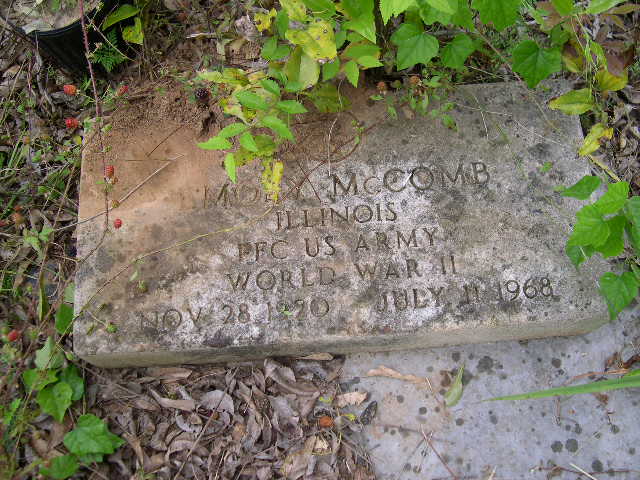 McCOMB
ILLINOIS
PFC US ARMY
WORLD WAR II
NOV 28 1920 JULY 11 1968